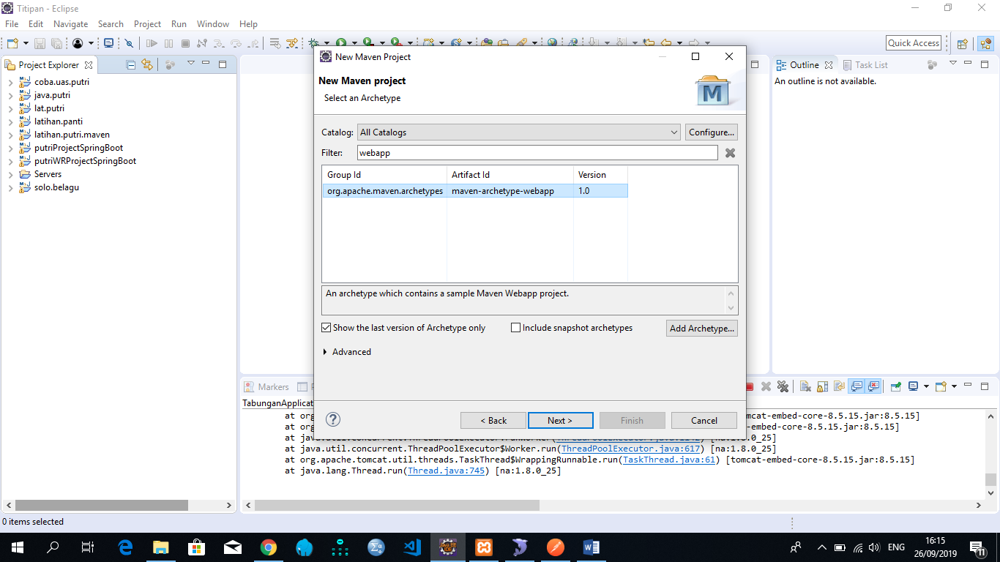 Titipan - Eclipse
File Edit Navigate Search Project Run Window Help
Quick Access
Project Explorer
coba.uas.putri
java.putri
lat.putri
latihan.panti
latihan.putri.maven
putriProjectSpringBoot
putriWRProjectSpringBoot
Servers
solo.belagu
New Maven Project
New Maven project
Select an Archetype
M
Catalog: All Catalogs Configure...
Filter: webapp
Group Id Artifact Id Version
org.apache.maven.archetypes maven-archetype-webapp 1.0
An archetype which contains a sample Maven Webapp project.
Show the last version of Archetype only Include snapshot archetypes Add Archetype...
Advanced
< Back Next > Finish Cancel
Outline Task List
An outline is not available.
Markers
TabunganApplicat
at org mcat-embed-core-8.5.15.jar:8.5.15]
at org -embed-core-8.5.15.jar:8.5.15]
at java.util.concurrent.ThreadPoolExecutor
at java.util.concurrent.ThreadPoolExecutor$Worker.run(ThreadPoolExecutor.java:617) [na:1.8.0_25]
at org.apache.tomcat.util.threads.TaskThread$WrappingRunnable.run(TaskThread.java:61) [tomcat-embed-core-8.5.15.jar:8.5.15]
at java.lang.Thread.run(Thread.java:745) [na:1.8.0_25]
0 items selected
ENG
16:15
26/09/2019
11